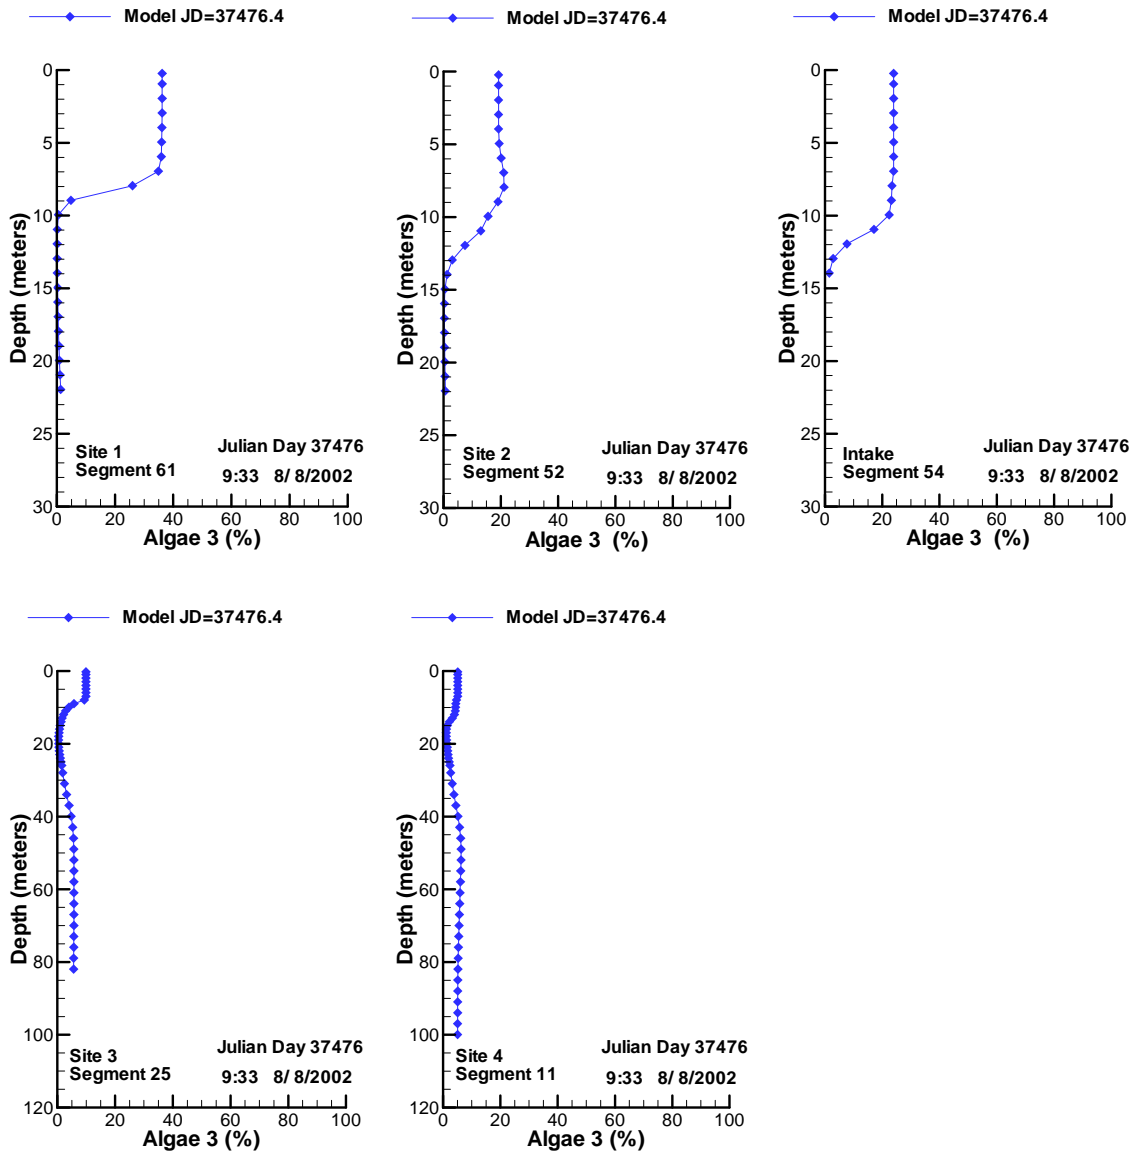 Model JD=37476.4
0
5
10
15
20
25
30
0
20
40
60
80
100
Depth (meters)
Algae 3 (%)
Site 1
Segment 61
Julian Day 37476
9:33 8/ 8/2002
Model JD=37476.4
0
5
10
15
20
25
30
0
20
40
60
80
100
Depth (meters)
Algae 3 (%)
Site 2
Segment 52
Julian Day 37476
9:33 8/ 8/2002
Model JD=37476.4
0
5
10
15
20
25
30
0
20
40
60
80
100
Depth (meters)
Algae 3 (%)
Intake
Segment 54
Julian Day 37476
9:33 8/ 8/2002
Model JD=37476.4
0
20
40
60
80
100
120
0
20
40
60
80
100
Depth (meters)
Algae 3 (%)
Site 3
Segment 25
Julian Day 37476
9:33 8/ 8/2002
Model JD=37476.4
0
20
40
60
80
100
120
0
20
40
60
80
100
Depth (meters)
Algae 3 (%)
Site 4
Segment 11
Julian Day 37476
9:33 8/ 8/2002